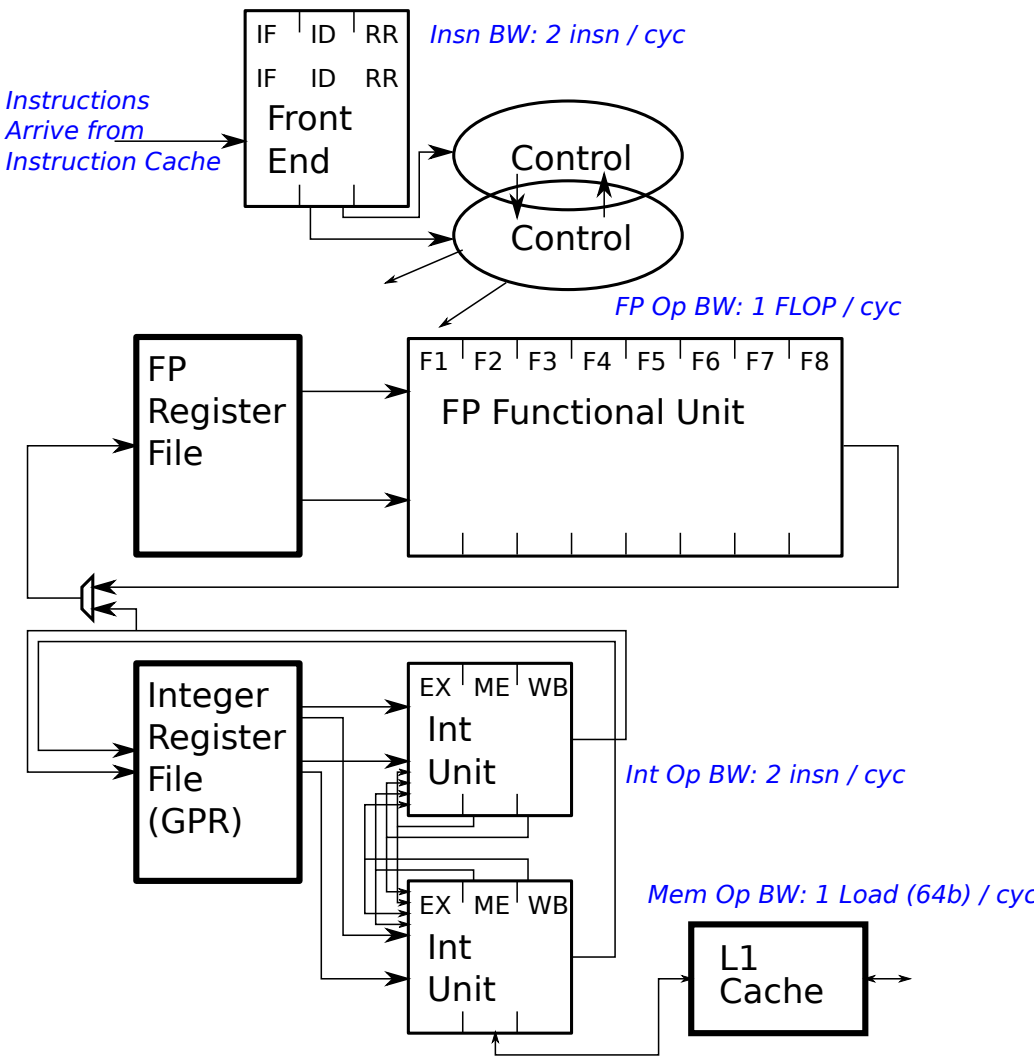 IF ID RR
Insn BW: 2 insn / cyc
IF ID RR
Instructions
Arrive from
Instruction Cache
Front
End
Control
Control
FP Op BW: 1 FLOP / cyc
FP
Register
File
F1 F2 F3 F4 F5 F6 F7 F8
FP Functional Unit
Integer
Register
File
(GPR)
EX ME WB
Int
Unit
Int Op BW: 2 insn / cyc
Mem Op BW: 1 Load (64b) / cyc
EX ME WB
Int
Unit
L1
Cache